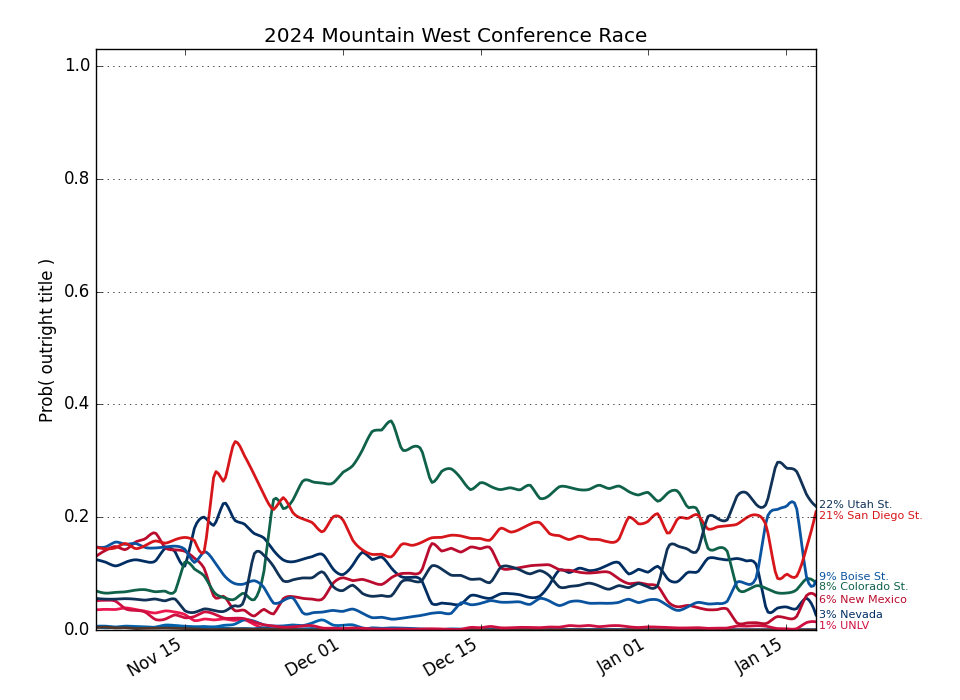 2024 Mountain West Conference Race
Prob( outright title )
1.0
0.8
0.6
0.4
0.2
0.0
22% Utah St.
21% San Diego St.
9% Boise St.
8% Colorado St.
6% New Mexico
3% Nevada
1% UNLV
Nov 15
Dec 01
Dec 15
Jan 01
Jan 15